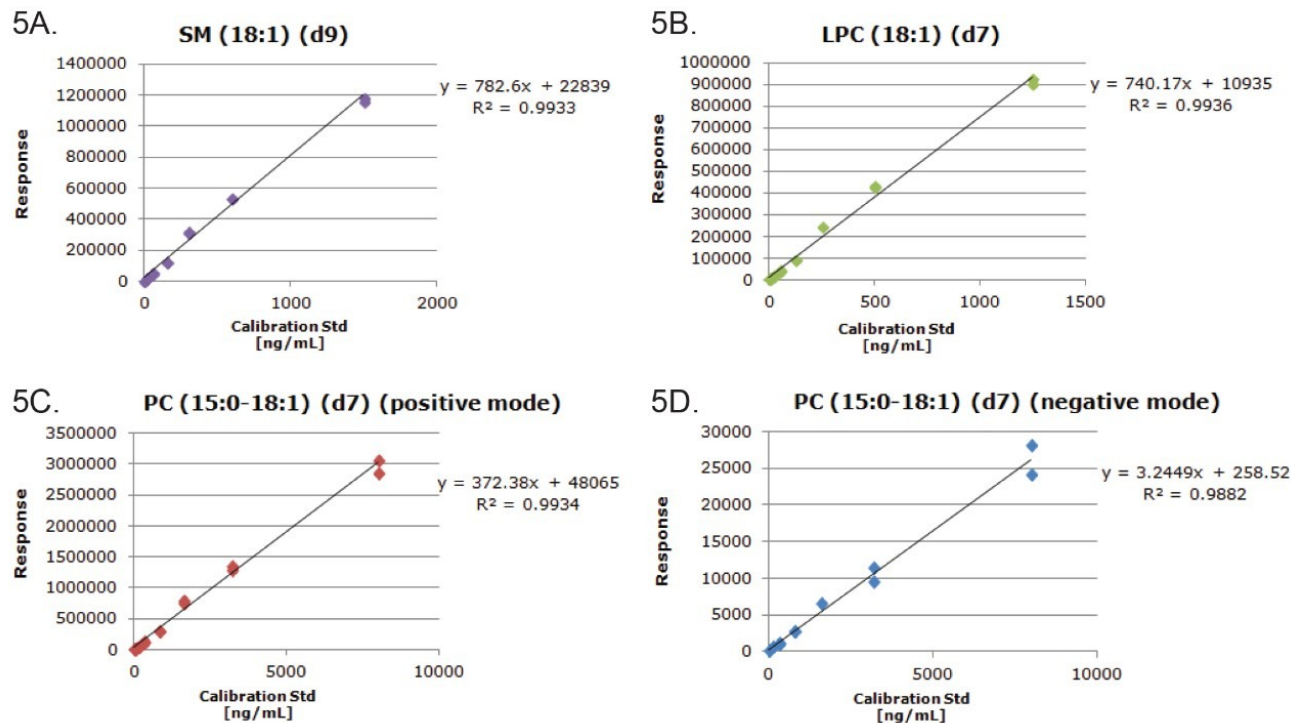 5A.
SM (18:1) (d9)
1400000
1200000
1000000
800000
600000
400000
200000
0
Response
y = 782.6x + 22839
R² = 0.9933
0 1000 2000
Calibration Std
[ng/mL]
5B.
LPC (18:1) (d7)
1000000
900000
800000
700000
600000
500000
400000
300000
200000
100000
0
Response
y = 740.17x + 10935
R² = 0.9936
0 500 1000 1500
Calibration Std
[ng/mL]
5C.
PC (15:0-18:1) (d7) (positive mode)
3500000
3000000
2500000
2000000
1500000
1000000
500000
0
Response
y = 372.38x + 48065
R² = 0.9934
0 5000 10000
Calibration Std
[ng/mL]
5D.
PC (15:0-18:1) (d7) (negative mode)
30000
25000
20000
15000
10000
5000
0
Response
y = 3.2449x + 258.52
R² = 0.9882
0 5000 10000
Calibration Std
[ng/mL]